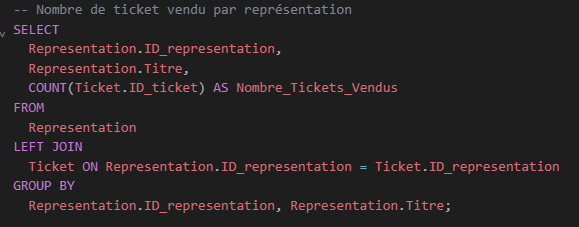 -- Nombre de ticket vendu par représentation
SELECT
Representation.ID_representation,
Representation.Titre,
COUNT(Ticket.ID_ticket) AS Nombre_Tickets_Vendus
FROM
Representation
LEFT JOIN
Ticket ON Representation.ID_representation = Ticket.ID_representation
GROUP BY
Representation.ID_representation, Representation.Titre;